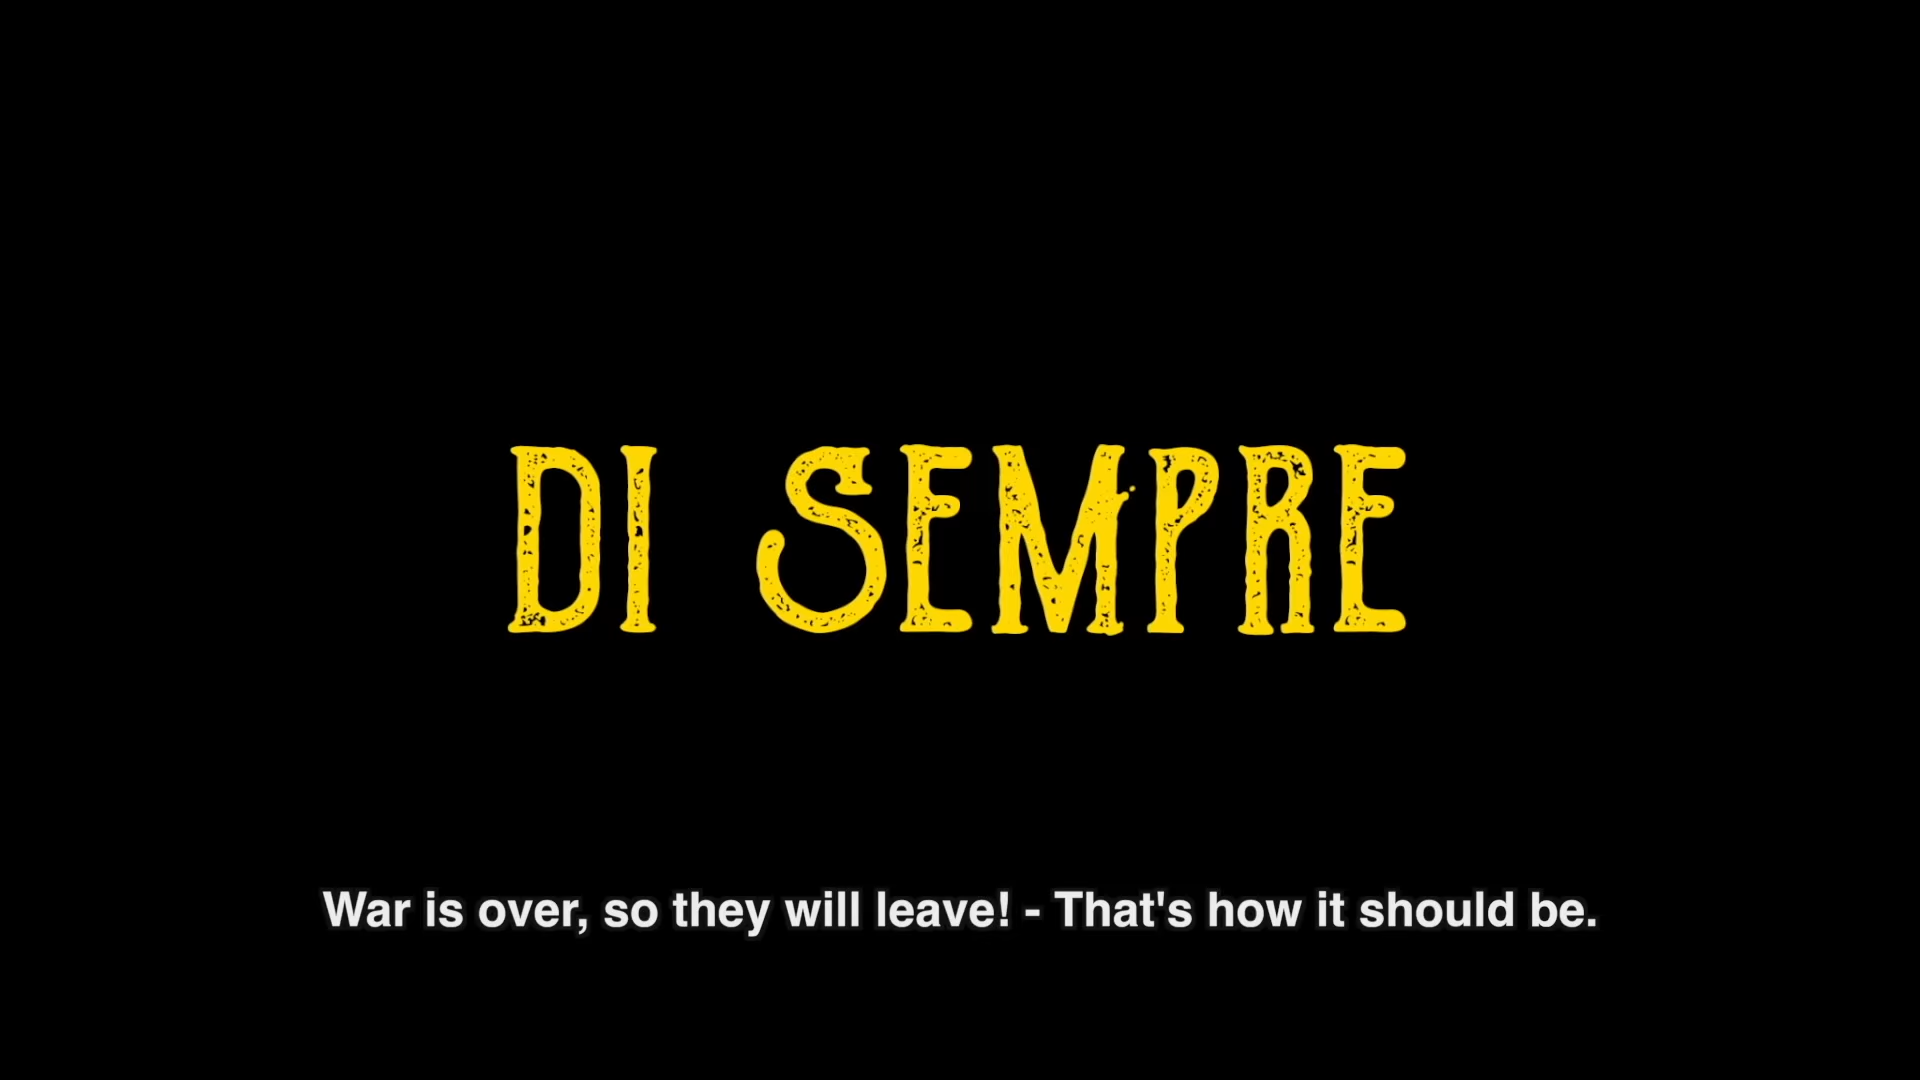 DI SEMPRE
War is over, so they will leave! - That's how it should be.